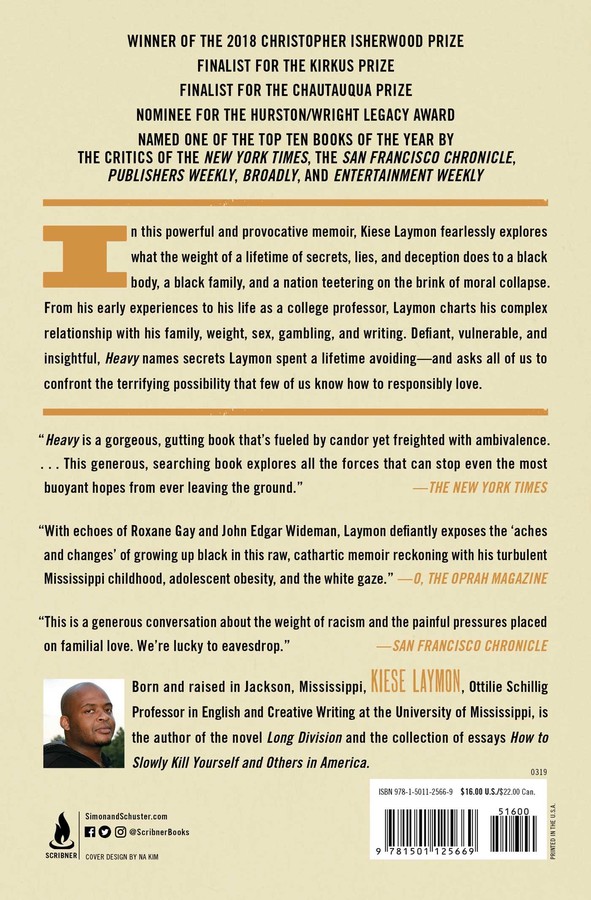 WINNER OF THE 2018 CHRISTOPHER ISHERWOOD PRIZE
FINALIST FOR THE KIRKUS PRIZE
FINALIST FOR THE CHAUTAUQUA PRIZE
NOMINEE FOR THE HURSTON/WRIGHT LEGACY AWARD
NAMED ONE OF THE TOP TEN BOOKS OF THE YEAR BY
THE CRITICS OF THE NEW YORK TIMES, THE SAN FRANCISCO CHRONICLE,
PUBLISHERS WEEKLY, BROADLY, AND ENTERTAINMENT WEEKLY
In this powerful and provocative memoir, Kiese Laymon fearlessly explores
what the weight of a lifetime of secrets, lies, and deception does to a black
body, a black family, and a nation teetering on the brink of moral collapse.
From his early experiences to his life as a college professor, Laymon charts his complex
relationship with his family, weight, sex, gambling, and writing. Defiant, vulnerable, and
insightful, Heavy names secrets Laymon spent a lifetime avoiding—and asks all of us to
confront the terrifying possibility that few of us know how to responsibly love.
“Heavy is a gorgeous, gutting book that’s fueled by candor yet freighted with ambivalence.
. . . This generous, searching book explores all the forces that can stop even the most
buoyant hopes from ever leaving the ground.” —THE NEW YORK TIMES
“With echoes of Roxane Gay and John Edgar Wideman, Laymon defiantly exposes the ‘aches
and changes’ of growing up black in this raw, cathartic memoir reckoning with his turbulent
Mississippi childhood, adolescent obesity, and the white gaze.” —O, THE OPRAH MAGAZINE
“This is a generous conversation about the weight of racism and the painful pressures placed
on familial love. We’re lucky to eavesdrop.” —SAN FRANCISCO CHRONICLE
Born and raised in Jackson, Mississippi, KIESE LAYMON, Ottilie Schillig
Professor in English and Creative Writing at the University of Mississippi, is
the author of the novel Long Division and the collection of essays How to
Slowly Kill Yourself and Others in America.
0319
ISBN 978-1-5011-2566-9 $16.00 U.S./$22.00 Can.
51600
9 781501 125669
PRINTED IN THE U.S.A.
SimonandSchuster.com
@ScribnerBooks
SCRIBNER
COVER DESIGN BY NA KIM